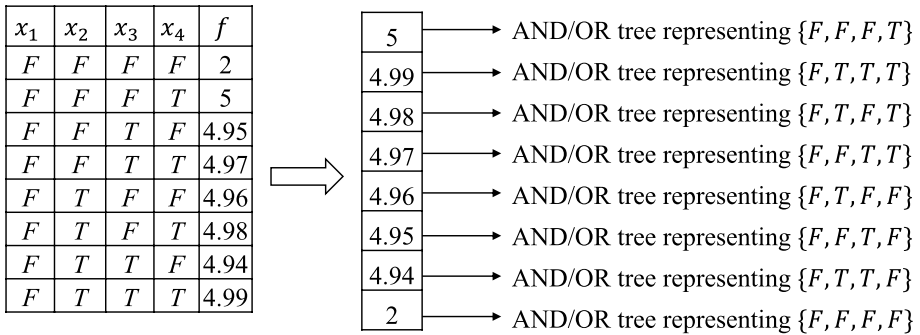 x₁ x₂ x₃ x₄ f
F F F F 2
F F F T 5
F F T F 4.95
F F T T 4.97
F T F F 4.96
F T F T 4.98
F T T F 4.94
F T T T 4.99
5 AND/OR tree representing {F, F, F, T}
4.99 AND/OR tree representing {F, T, T, T}
4.98 AND/OR tree representing {F, T, F, T}
4.97 AND/OR tree representing {F, F, T, T}
4.96 AND/OR tree representing {F, T, F, F}
4.95 AND/OR tree representing {F, F, T, F}
4.94 AND/OR tree representing {F, T, T, F}
2 AND/OR tree representing {F, F, F, F}